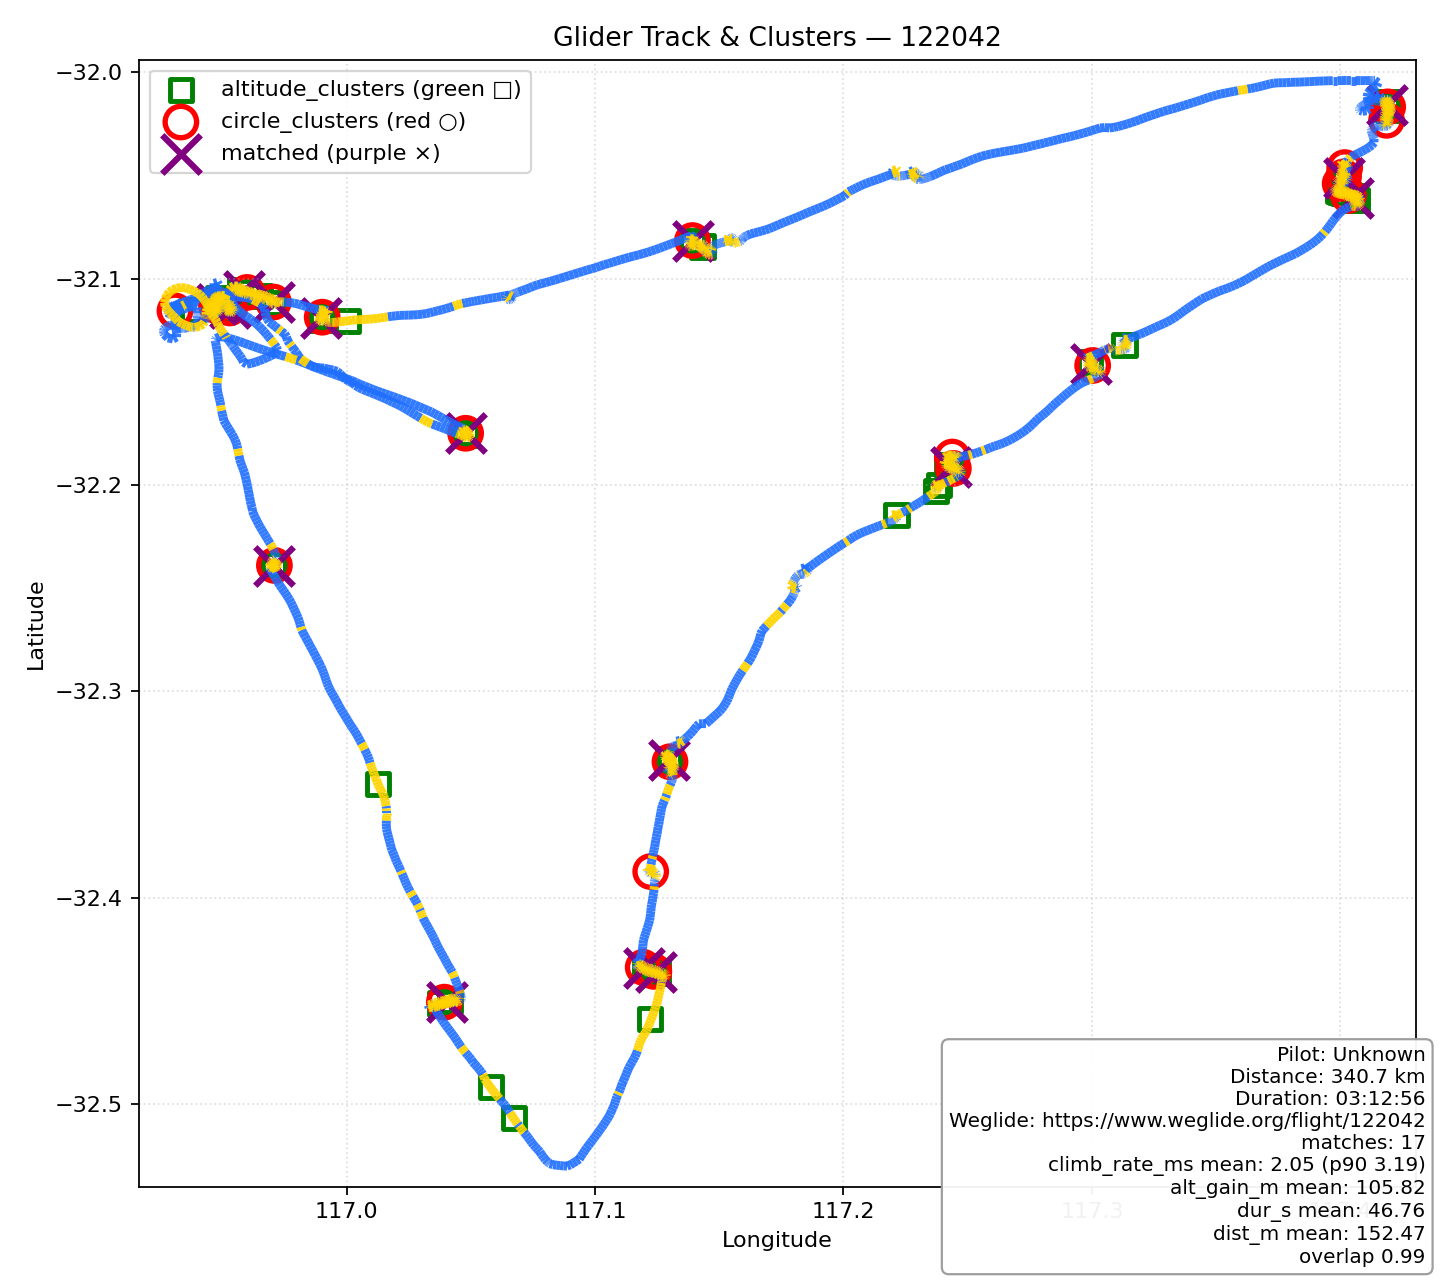 Glider Track & Clusters — 122042
altitude_clusters (green □)
circle_clusters (red ○)
matched (purple ×)
−32.0
−32.1
−32.2
−32.3
−32.4
−32.5
Latitude
117.0
117.1
117.2
117.3
Longitude
Pilot: Unknown
Distance: 340.7 km
Duration: 03:12:56
Weglide: https://www.weglide.org/flight/122042
matches: 17
climb_rate_ms mean: 2.05 (p90 3.19)
alt_gain_m mean: 105.82
dur_s mean: 46.76
dist_m mean: 152.47
overlap 0.99